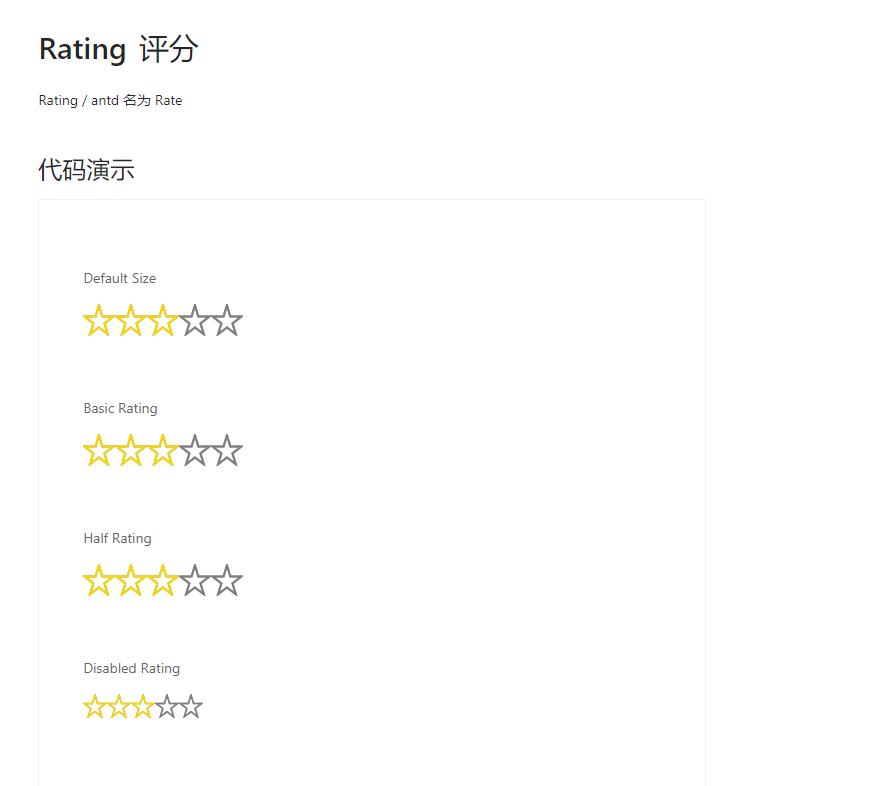 Rating 评分
Rating / antd 名为 Rate
代码演示
Default Size
Basic Rating
Half Rating
Disabled Rating